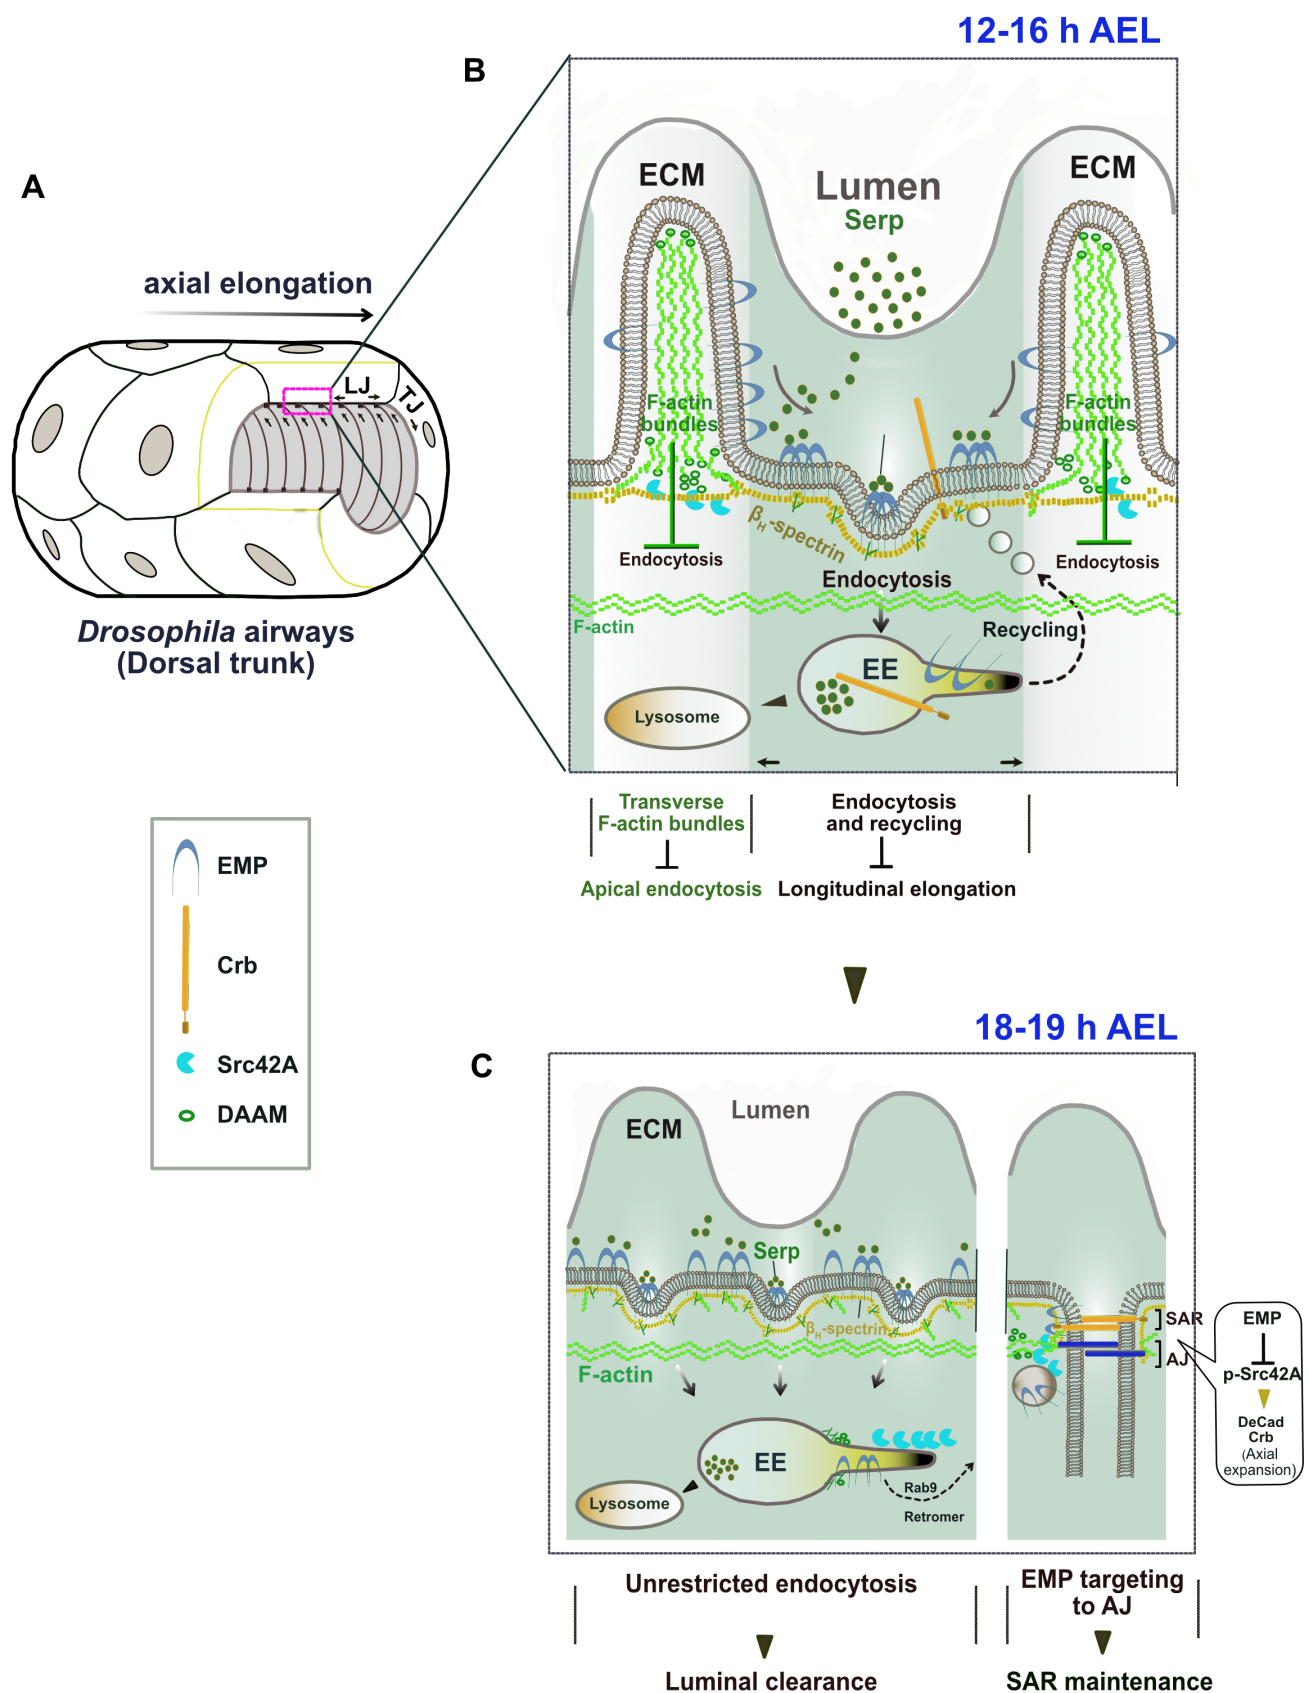 A
axial elongation
LJ
TJ
Drosophila airways
(Dorsal trunk)
12-16 h AEL
B
ECM
Lumen
Serp
ECM
F-actin
bundles
F-actin
bundles
βH-spectrin
Endocytosis
Endocytosis
Endocytosis
F-actin
Recycling
EE
Lysosome
Transverse
F-actin bundles
Apical endocytosis
Endocytosis
and recycling
Longitudinal elongation
EMP
Crb
Src42A
DAAM
18-19 h AEL
C
ECM
Lumen
Serp
βH-spectrin
F-actin
EE
Lysosome
Rab9
Retromer
SAR
AJ
EMP
p-Src42A
DeCad
Crb
(Axial
expansion)
Unrestricted endocytosis
Luminal clearance
EMP targeting
to AJ
SAR maintenance